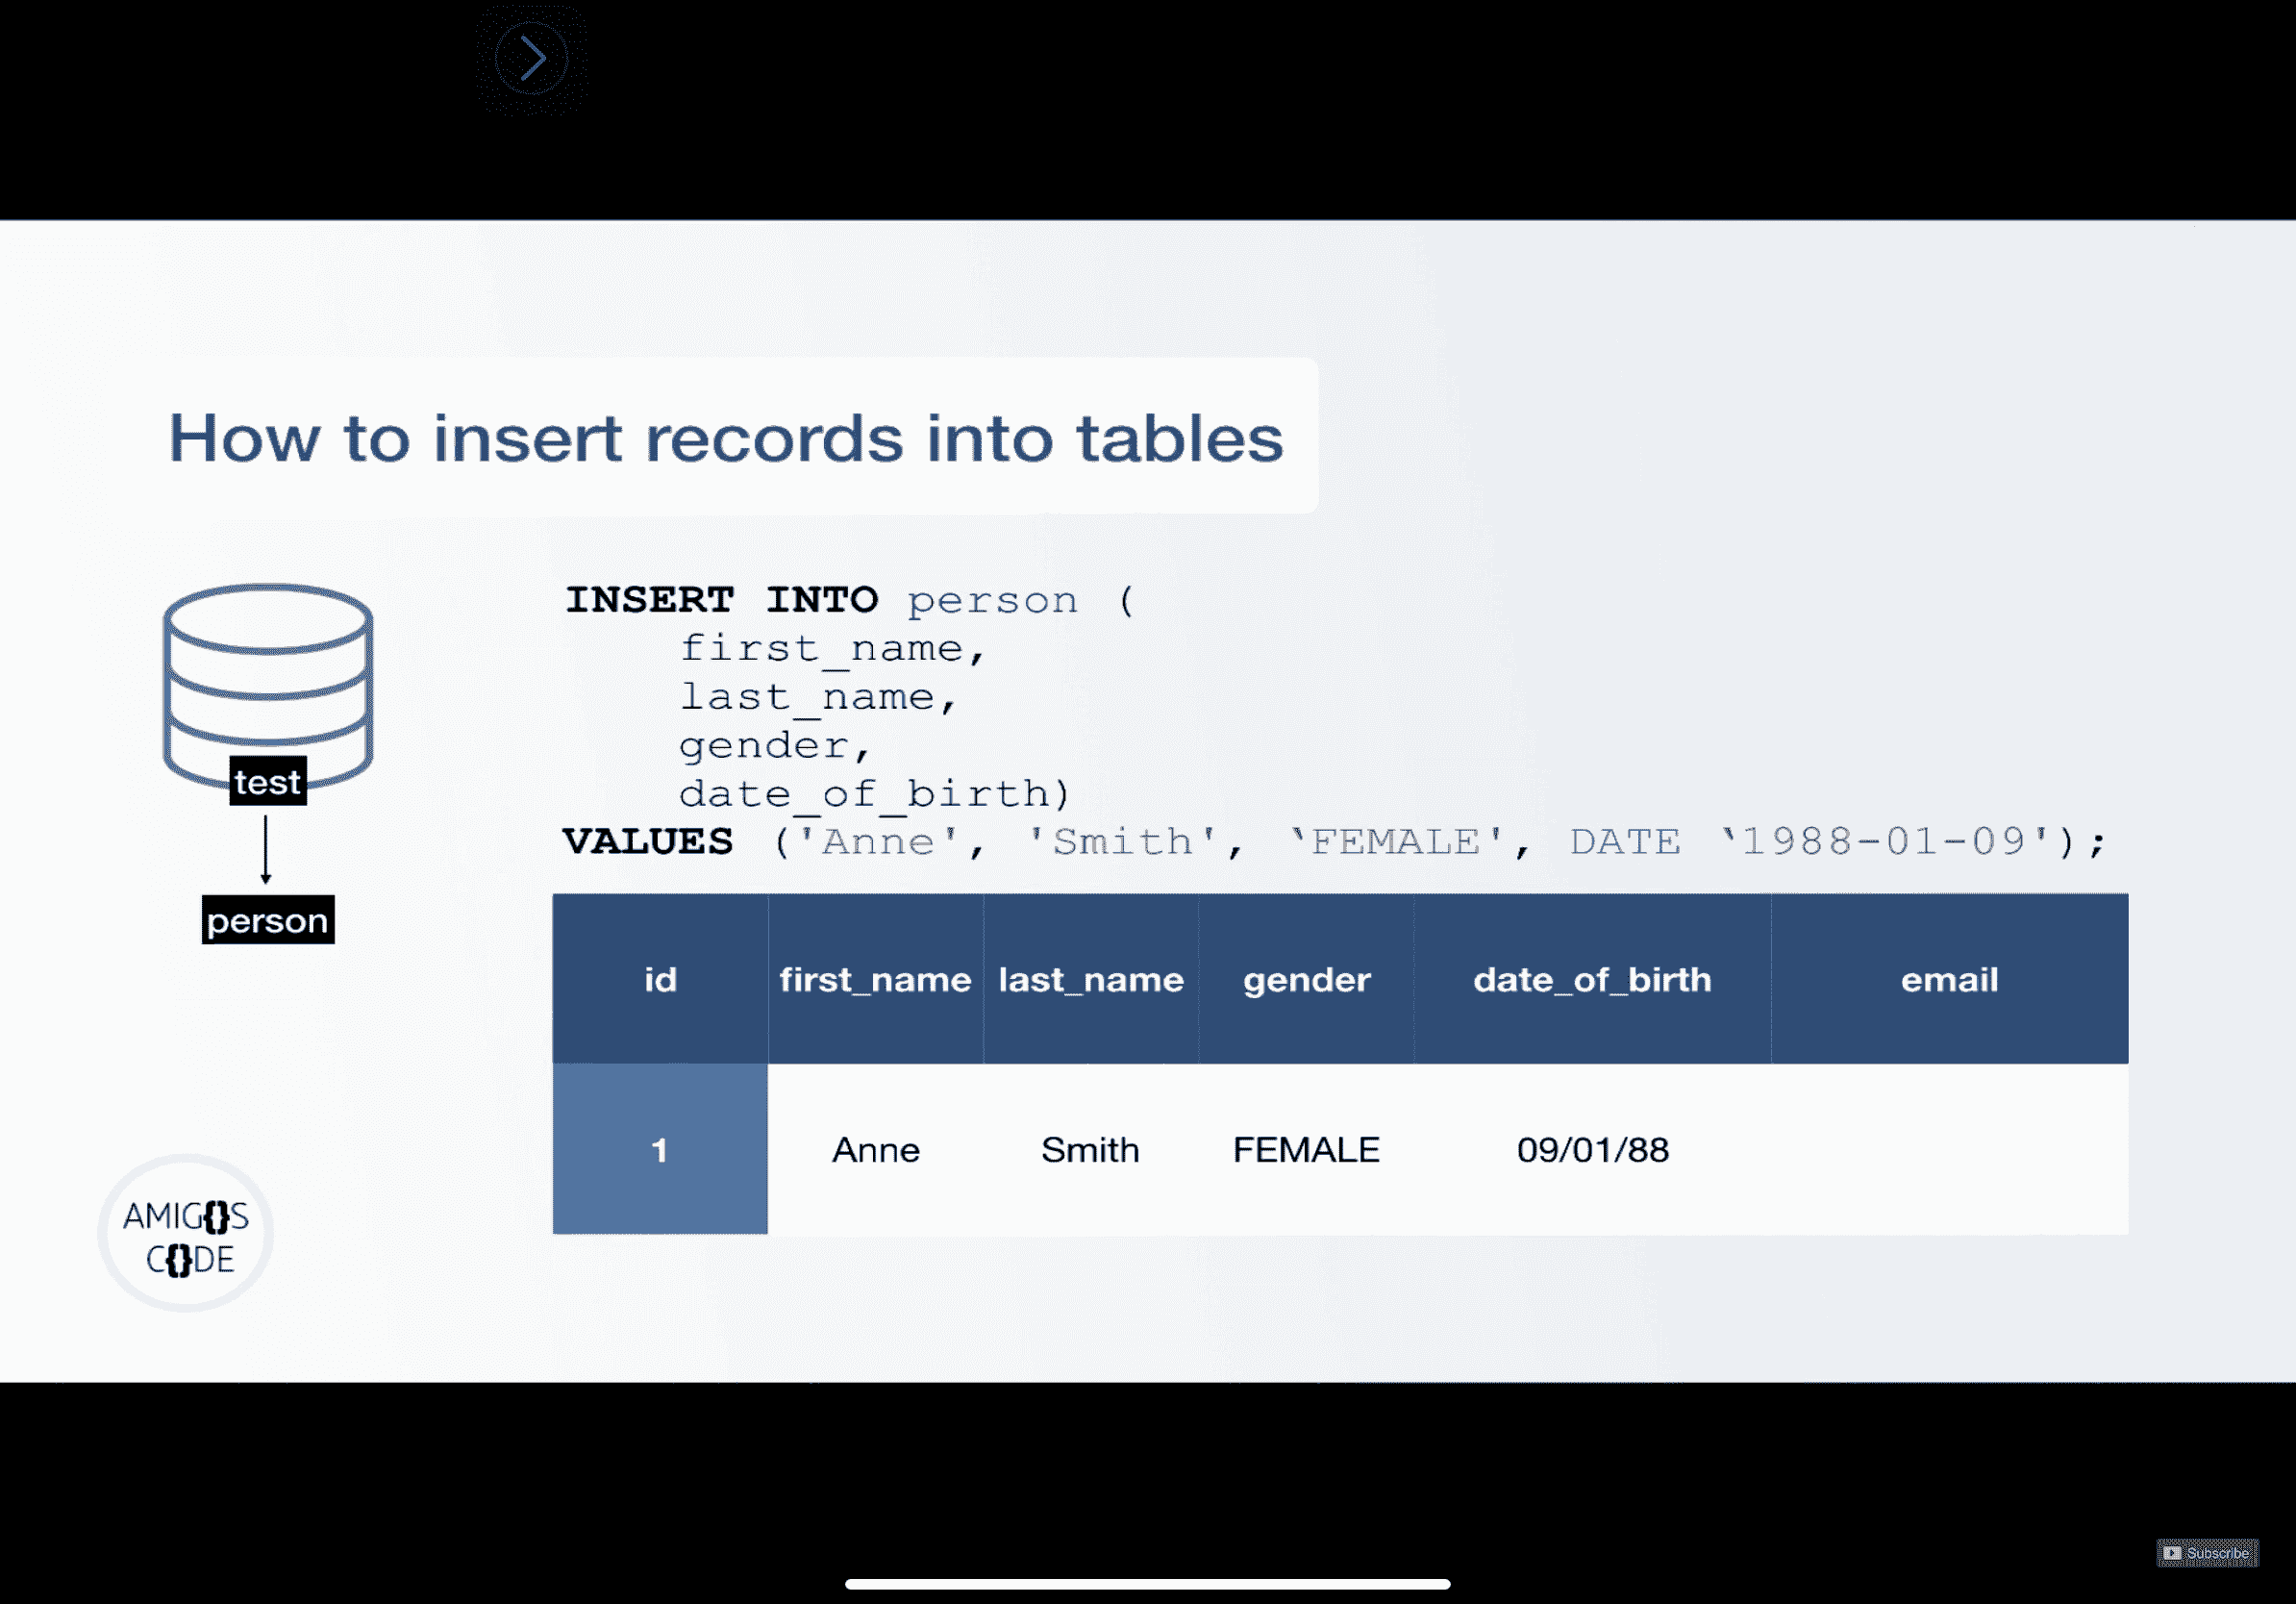 How to insert records into tables
INSERT INTO person (
first_name,
last_name,
gender,
date_of_birth)
VALUES ('Anne', 'Smith', `FEMALE', DATE `1988-01-09');
test
person
id first_name last_name gender date_of_birth email
1 Anne Smith FEMALE 09/01/88
AMIG{}S
C{}DE
Subscribe